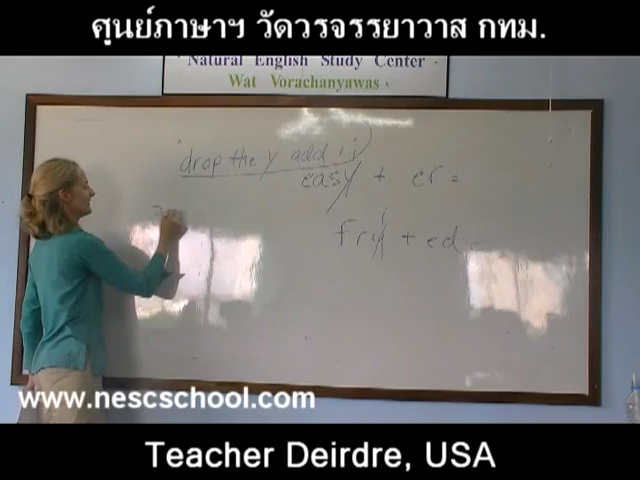 ศูนย์ภาษาฯ วัดวรจรรยาวาส กทม.
Natural English Study Center
Wat Vorachanyawas
drop the y add i
easy + er =
i
fry + ed =
www.nescschool.com
Teacher Deirdre, USA